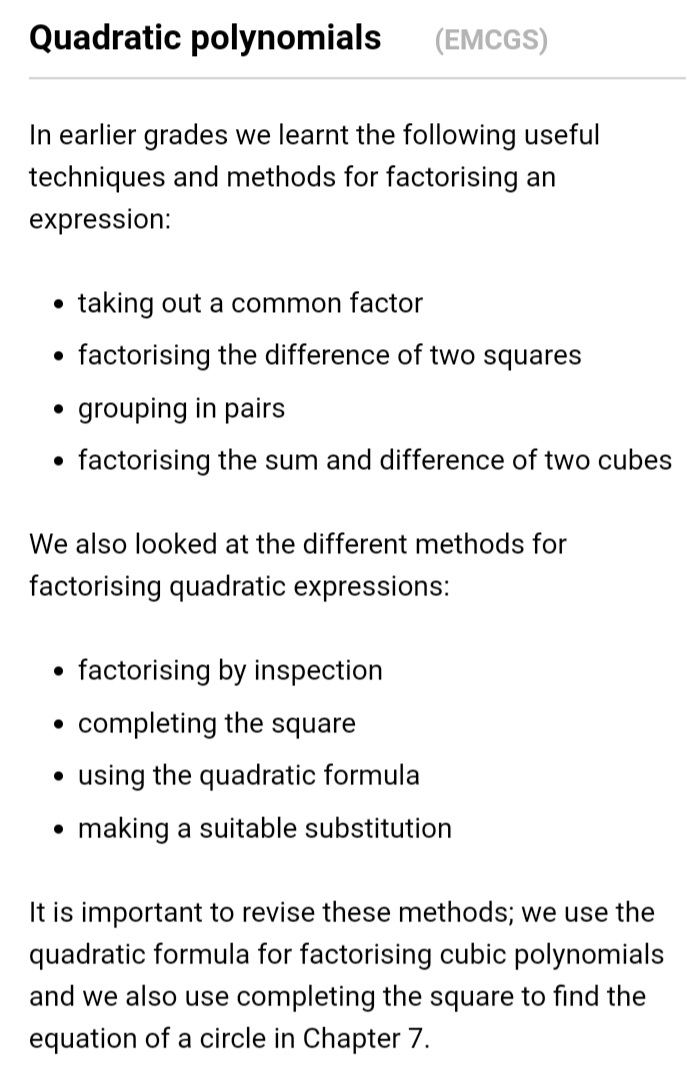 Quadratic polynomials (EMCGS)
In earlier grades we learnt the following useful
techniques and methods for factorising an
expression:
• taking out a common factor
• factorising the difference of two squares
• grouping in pairs
• factorising the sum and difference of two cubes
We also looked at the different methods for
factorising quadratic expressions:
• factorising by inspection
• completing the square
• using the quadratic formula
• making a suitable substitution
It is important to revise these methods; we use the
quadratic formula for factorising cubic polynomials
and we also use completing the square to find the
equation of a circle in Chapter 7.